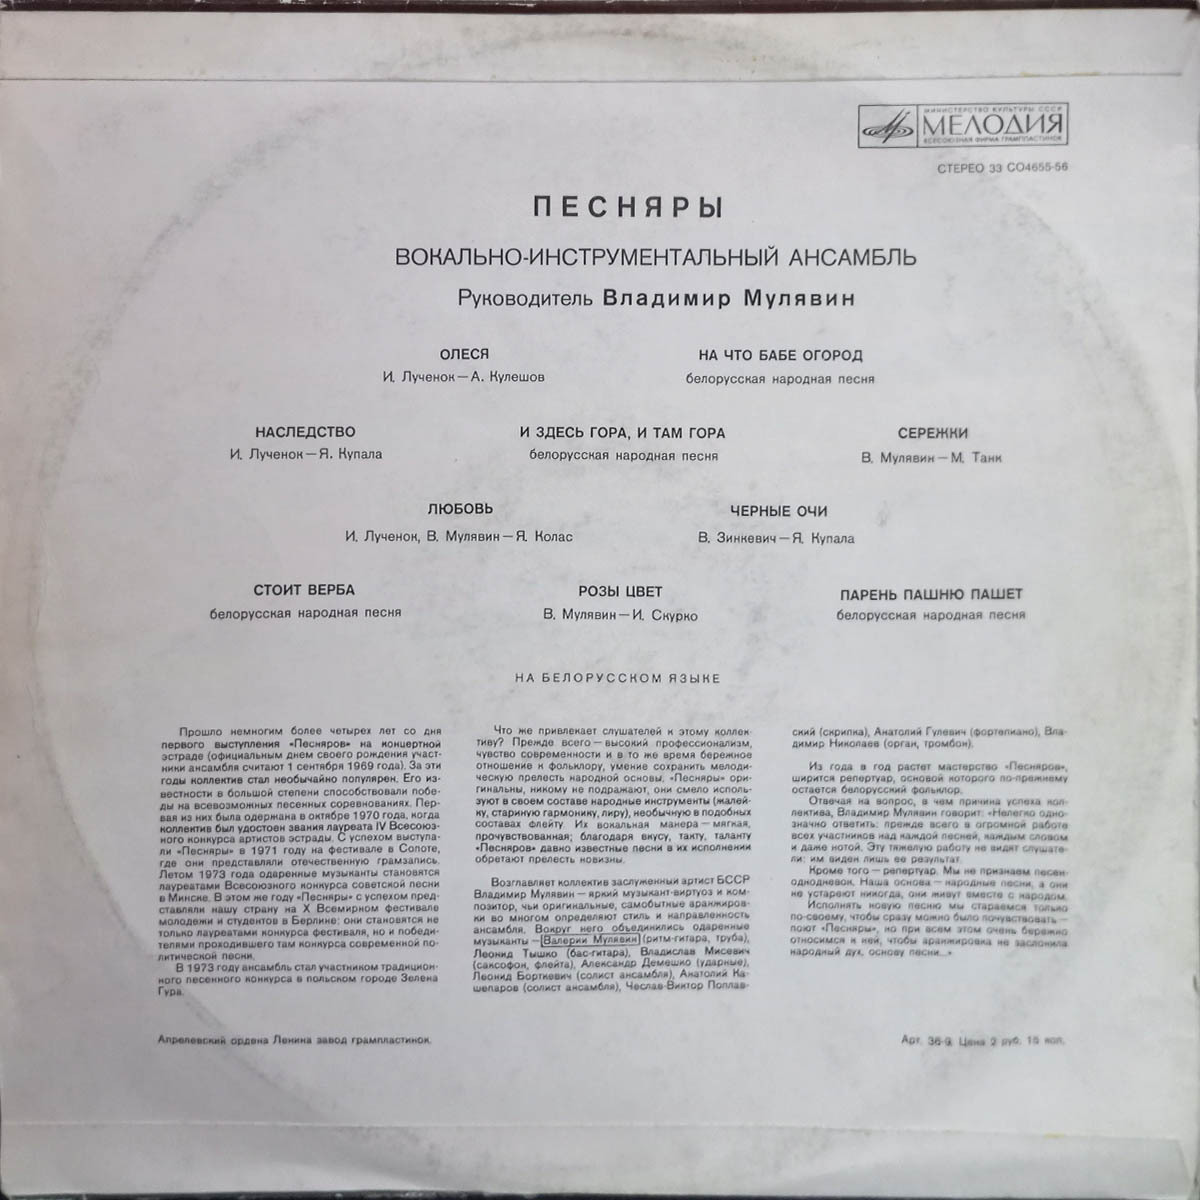 МИНИСТЕРСТВО КУЛЬТУРЫ СССР
МЕЛОДИЯ
ВСЕСОЮЗНАЯ ФИРМА ГРАМПЛАСТИНОК
СТЕРЕО 33 СО4655-56
ПЕСНЯРЫ
ВОКАЛЬНО-ИНСТРУМЕНТАЛЬНЫЙ АНСАМБЛЬ
Руководитель Владимир Мулявин
ОЛЕСЯ
И. Лученок — А. Кулешов
НА ЧТО БАБЕ ОГОРОД
белорусская народная песня
НАСЛЕДСТВО
И. Лученок — Я. Купала
И ЗДЕСЬ ГОРА, И ТАМ ГОРА
белорусская народная песня
СЕРЕЖКИ
В. Мулявин — М. Танк
ЛЮБОВЬ
И. Лученок, В. Мулявин — Я. Колас
ЧЕРНЫЕ ОЧИ
В. Зинкевич — Я. Купала
СТОИТ ВЕРБА
белорусская народная песня
РОЗЫ ЦВЕТ
В. Мулявин — И. Скурко
ПАРЕНЬ ПАШНЮ ПАШЕТ
белорусская народная песня
НА БЕЛОРУССКОМ ЯЗЫКЕ
Прошло немногим более четырех лет со дня
первого выступления «Песняров» на концертной
эстраде (официальным днем своего рождения участ-
ники ансамбля считают 1 сентября 1969 года). За эти
годы коллектив стал необычайно популярен. Его из-
вестности в большой степени способствовали побе-
ды на всевозможных песенных соревнованиях. Пер-
вая из них была одержана в октябре 1970 года, когда
коллектив был удостоен звания лауреата IV Всесоюз-
ного конкурса артистов эстрады. С успехом выступа-
ли «Песняры» в 1971 году на фестивале в Сопоте,
где они представляли отечественную грамзапись.
Летом 1973 года одаренные музыканты становятся
лауреатами Всесоюзного конкурса советской песни
в Минске. В этом же году «Песняры» с успехом пред-
ставляли нашу страну на X Всемирном фестивале
молодежи и студентов в Берлине: они становятся не
только лауреатами конкурса фестиваля, но и победи-
телями проходившего там конкурса современной по-
литической песни.
В 1973 году ансамбль стал участником традицион-
ного песенного конкурса в польском городе Зелена
Гура.
Что же привлекает слушателей к этому коллек-
тиву? Прежде всего — высокий профессионализм,
чувство современности и в то же время бережное
отношение к фольклору, умение сохранить мелоди-
ческую прелесть народной основы. «Песняры» ори-
гинальны, никому не подражают, они смело исполь-
зуют в своем составе народные инструменты (жалей-
ку, старинную гармонику, лиру), необычную в подобных
составах флейту. Их вокальная манера — мягкая,
прочувствованная; благодаря вкусу, такту, таланту
«Песняров» давно известные песни в их исполнении
обретают прелесть новизны.
Возглавляет коллектив заслуженный артист БССР
Владимир Мулявин — яркий музыкант-виртуоз и ком-
позитор, чьи оригинальные, самобытные аранжиров-
ки во многом определяют стиль и направленность
ансамбля. Вокруг него объединились одаренные
музыканты — Валерий Мулявин (ритм-гитара, труба),
Леонид Тышко (бас-гитара), Владислав Мисевич
(саксофон, флейта), Александр Демешко (ударные),
Леонид Борткевич (солист ансамбля), Анатолий Ка-
шепаров (солист ансамбля), Чеслав-Виктор Поплав-
ский (скрипка), Анатолий Гулевич (фортепиано), Вла-
димир Николаев (орган, тромбон).
Из года в год растет мастерство «Песняров»,
ширится репертуар, основой которого по-прежнему
остается белорусский фольклор.
Отвечая на вопрос, в чем причина успеха кол-
лектива, Владимир Мулявин говорит: «Нелегко одно-
значно ответить: прежде всего в огромной работе
всех участников над каждой песней, каждым словом
и даже нотой. Эту тяжелую работу не видят слушате-
ли: им виден лишь ее результат.
Кроме того — репертуар. Мы не признаем песен-
однодневок. Наша основа — народные песни, а они
не устареют никогда, они живут вместе с народом.
Исполнять новую песню мы стараемся только
по-своему, чтобы сразу можно было почувствовать —
поют «Песняры», но при всем этом очень бережно
относимся к ней, чтобы аранжировка не заслонила
народный дух, основу песни...»
Апрелевский ордена Ленина завод грампластинок.
Арт. 36-9. Цена 2 руб. 15 коп.